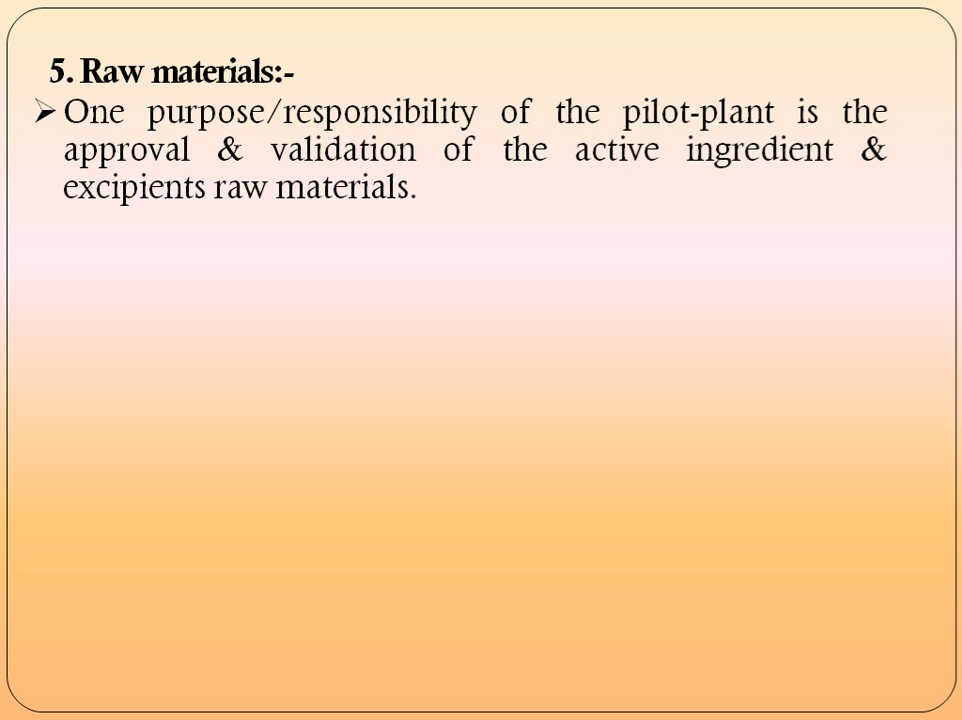 5. Raw materials:-
➢ One purpose/responsibility of the pilot-plant is the
approval & validation of the active ingredient &
excipients raw materials.